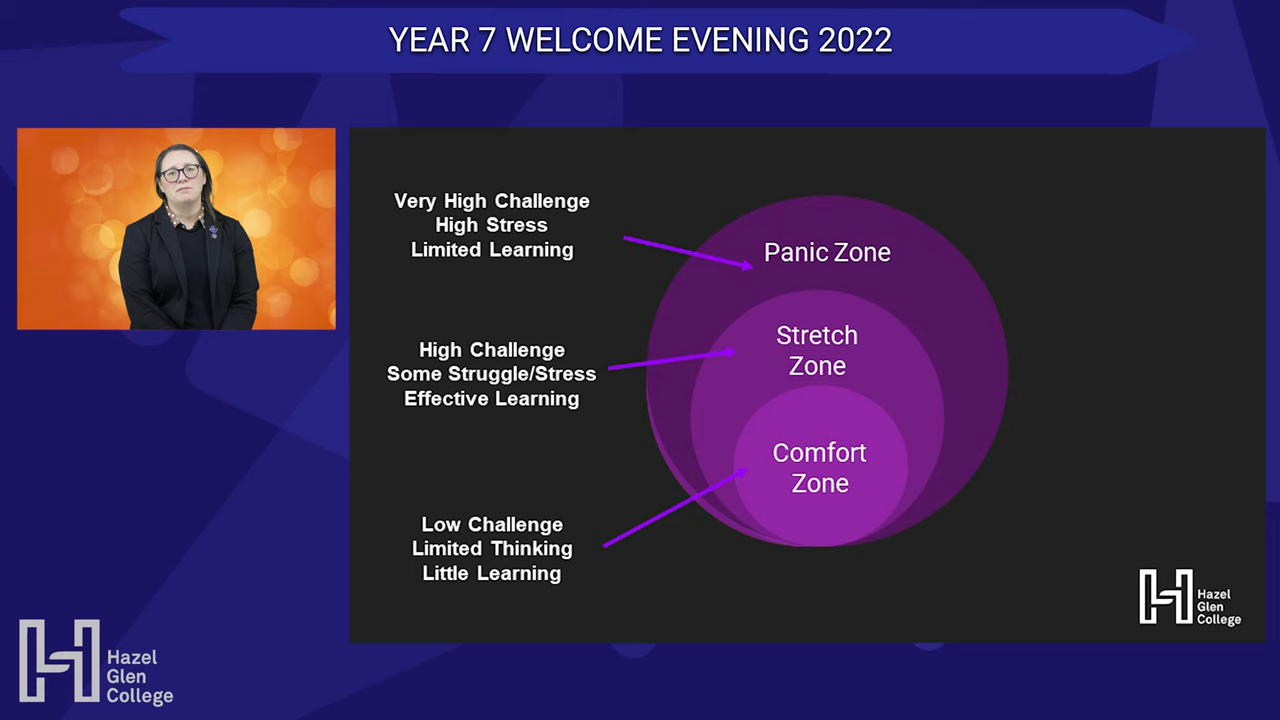 YEAR 7 WELCOME EVENING 2022
Very High Challenge
High Stress
Limited Learning
Panic Zone
High Challenge
Some Struggle/Stress
Effective Learning
Stretch
Zone
Comfort
Zone
Low Challenge
Limited Thinking
Little Learning
Hazel
Glen
College
Hazel
Glen
College